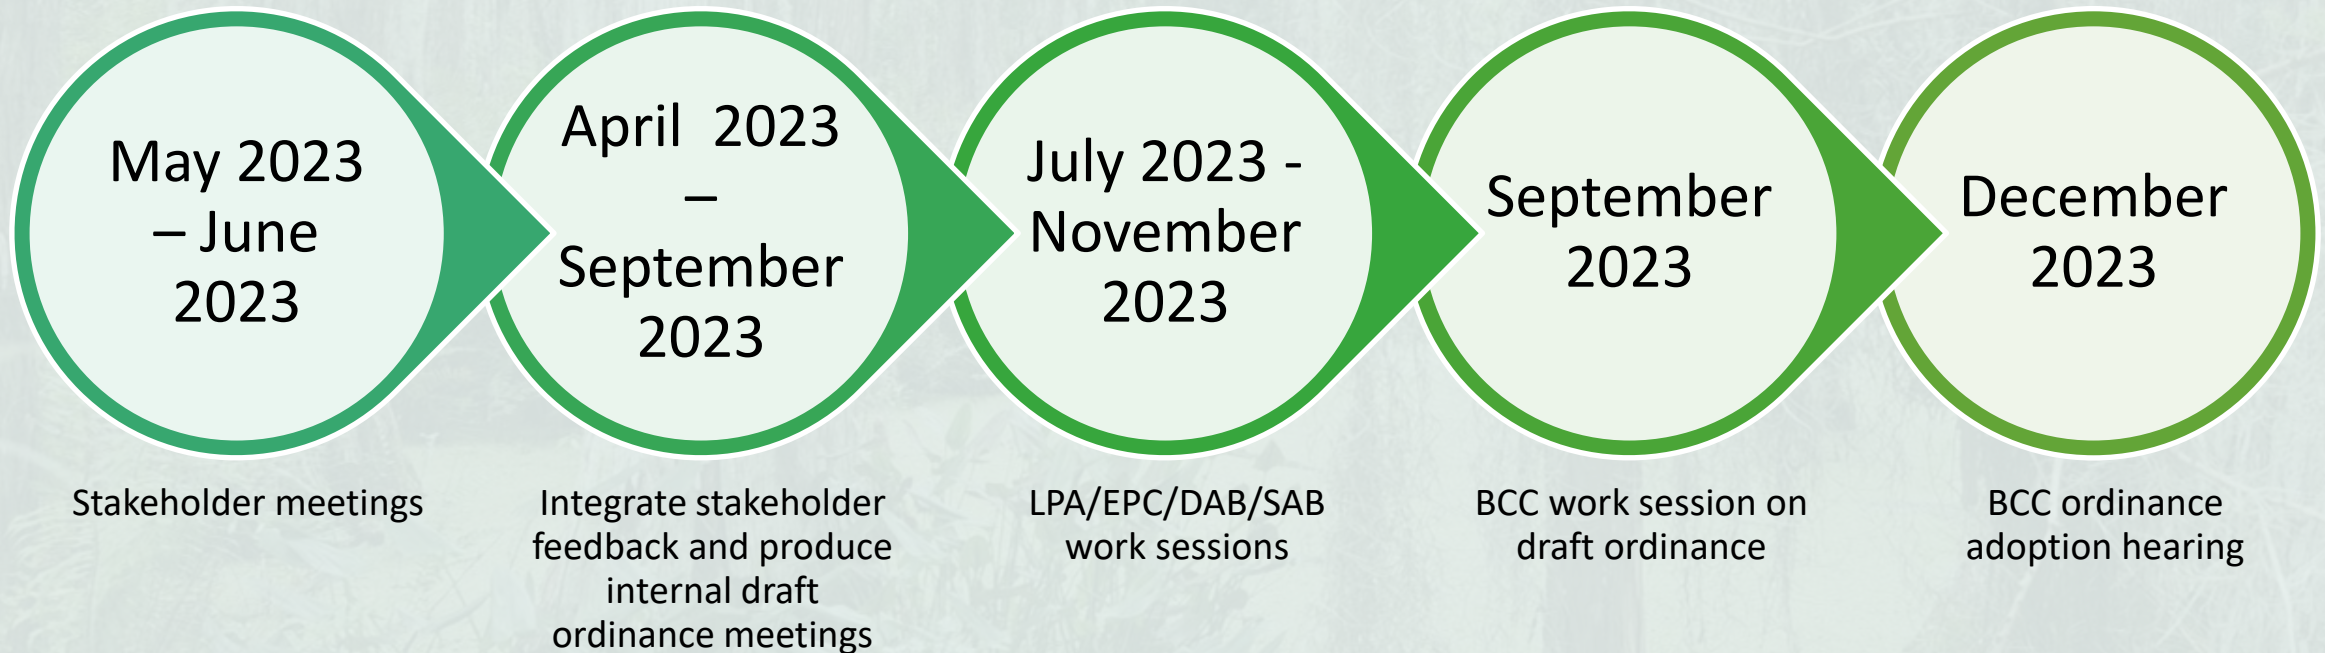 May 2023
– June
2023
April  2023
–
September
2023
July 2023 -
November
2023
September
2023
December
2023
Stakeholder meetings
Integrate stakeholder
feedback and produce
internal draft
ordinance meetings
LPA/EPC/DAB/SAB
work sessions
BCC work session on
draft ordinance
BCC ordinance
adoption hearing